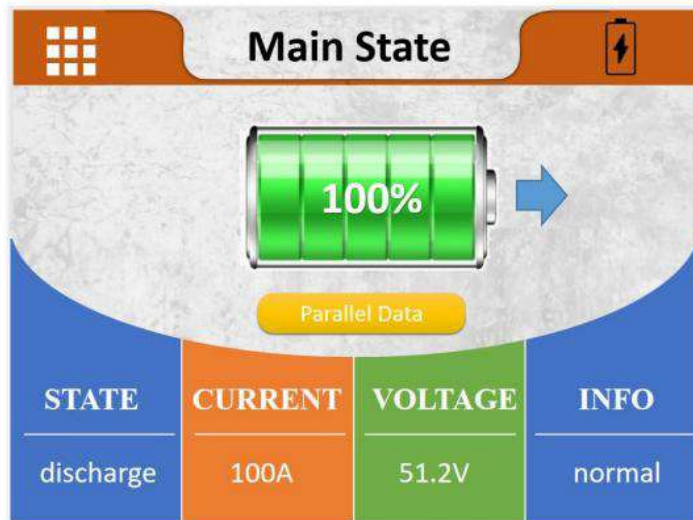 Main State
100%
Parallel Data
STATE CURRENT VOLTAGE INFO
discharge 100A 51.2V normal